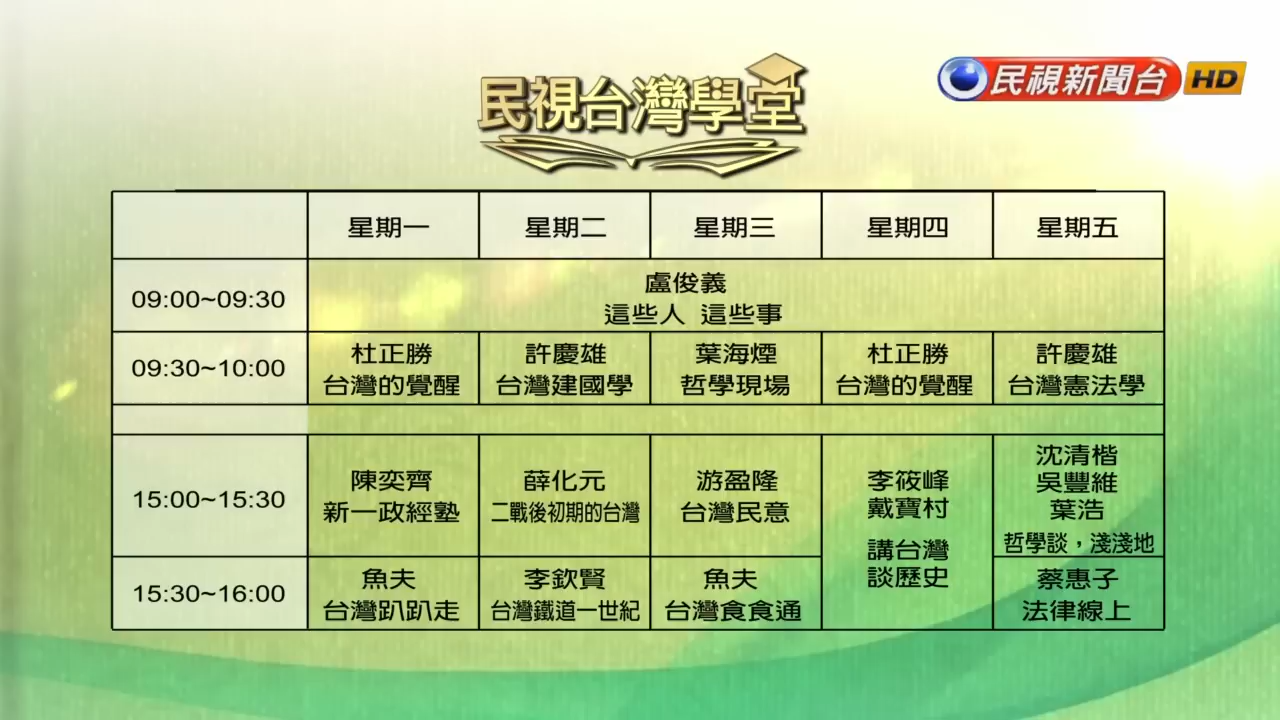 民視台灣學堂
民視新聞台 HD
星期一 星期二 星期三 星期四 星期五
09:00~09:30
盧俊義
這些人 這些事
09:30~10:00
杜正勝
台灣的覺醒
許慶雄
台灣建國學
葉海煙
哲學現場
杜正勝
台灣的覺醒
許慶雄
台灣憲法學
15:00~15:30
陳奕齊
新一政經塾
薛化元
二戰後初期的台灣
游盈隆
台灣民意
李筱峰
戴寶村
講台灣
談歷史
沈清楷
吳豐維
葉浩
哲學談，淺淺地
15:30~16:00
魚夫
台灣趴趴走
李欽賢
台灣鐵道一世紀
魚夫
台灣食食通
蔡惠子
法律線上